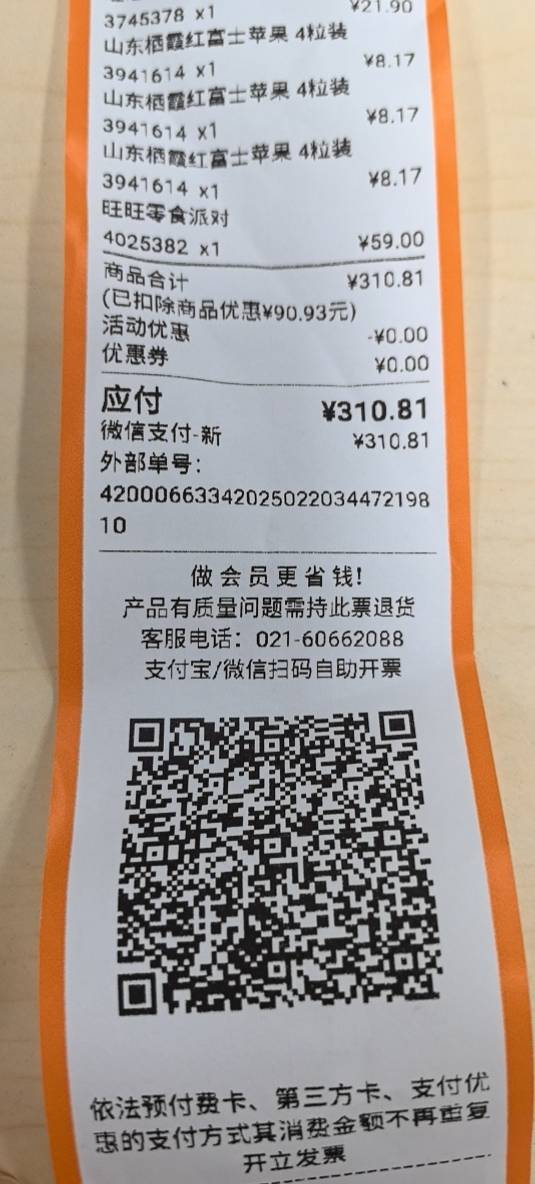 3745378 x1
¥21.90
山东栖霞红富士苹果 4粒装
3941614 x1
¥8.17
山东栖霞红富士苹果 4粒装
3941614 x1
¥8.17
山东栖霞红富士苹果 4粒装
3941614 x1
¥8.17
旺旺零食派对
4025382 x1
¥59.00
商品合计
¥310.81
(已扣除商品优惠¥90.93元)
活动优惠
-¥0.00
优惠券
¥0.00
应付
¥310.81
微信支付-新
¥310.81
外部单号：
42000663342025022034472198
10
做会员更省钱!
产品有质量问题需持此票退货
客服电话：021-60662088
支付宝/微信扫码自助开票
依法预付费卡、第三方卡、支付优
惠的支付方式其消费金额不再重复
开立发票